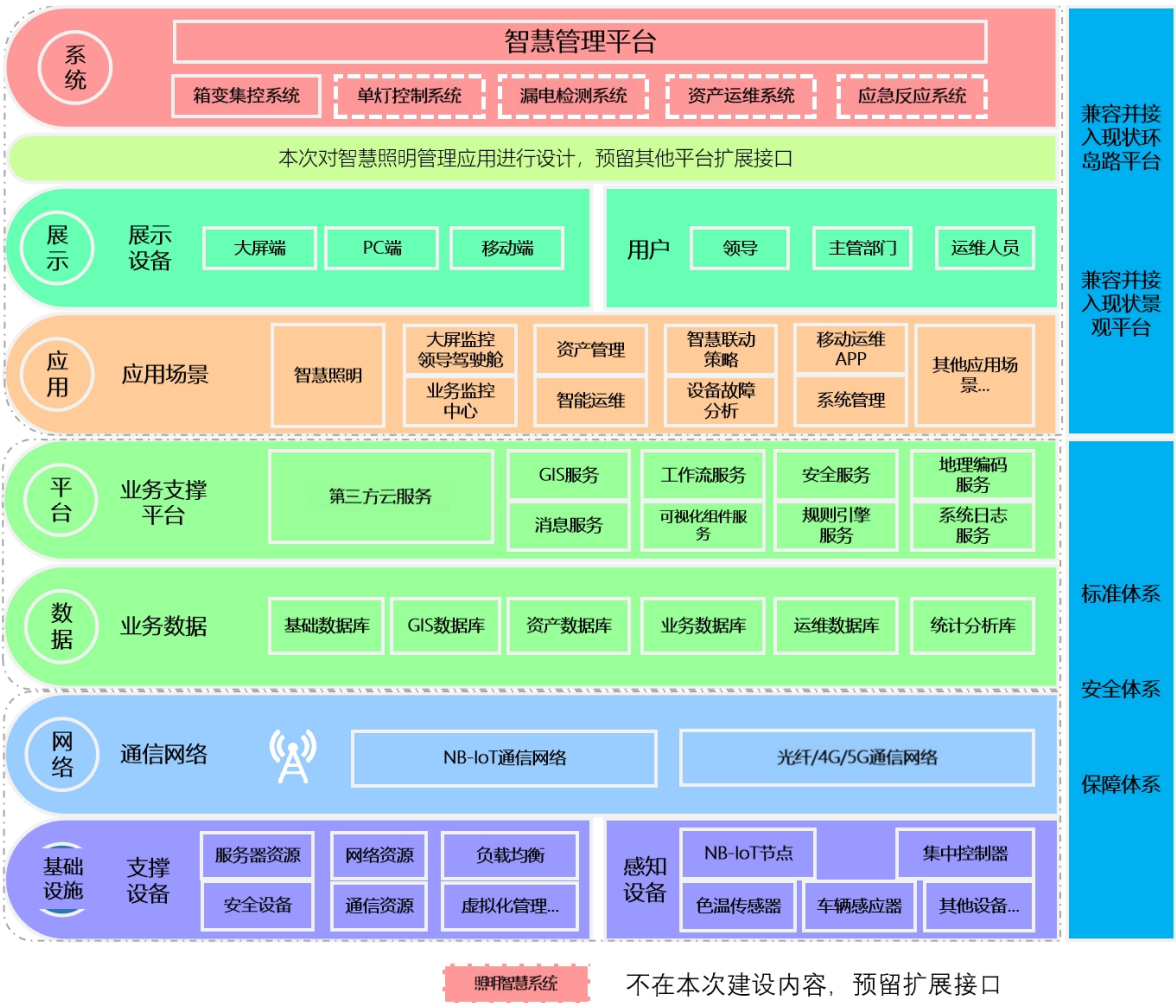 系
统
智慧管理平台
箱变集控系统
单灯控制系统
漏电检测系统
资产运维系统
应急反应系统
本次对智慧照明管理应用进行设计，预留其他平台扩展接口
展
示
展示
设备
大屏端
PC端
移动端
用户
领导
主管部门
运维人员
应
用
应用场景
智慧照明
大屏监控
领导驾驶舱
业务监控
中心
资产管理
智能运维
智慧联动
策略
设备故障
分析
移动运维
APP
系统管理
其他应用场
景...
兼容并接
入现状环
岛路平台
兼容并接
入现状景
观平台
平
台
业务支撑
平台
第三方云服务
GIS服务
消息服务
工作流服务
可视化组件服
务
安全服务
规则引擎
服务
地理编码
服务
系统日志
服务
数
据
业务数据
基础数据库
GIS数据库
资产数据库
业务数据库
运维数据库
统计分析库
网
络
通信网络
NB-IoT通信网络
光纤/4G/5G通信网络
基础
设施
支撑
设备
服务器资源
网络资源
负载均衡
安全设备
通信资源
虚拟化管理...
感知
设备
NB-IoT节点
集中控制器
色温传感器
车辆感应器
其他设备...
标准体系
安全体系
保障体系
照明智慧系统
不在本次建设内容，预留扩展接口